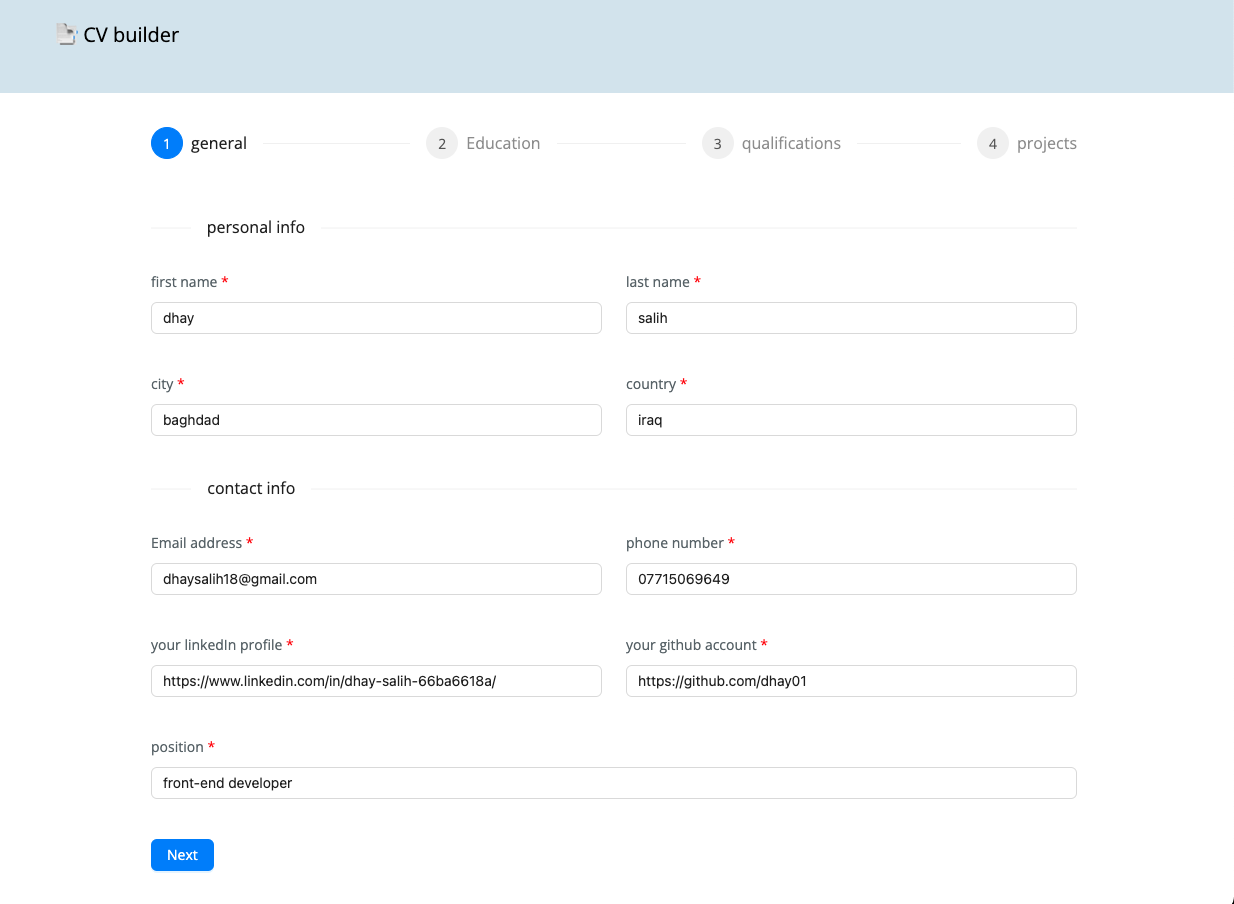 CV builder
1 general 2 Education 3 qualifications 4 projects
personal info
first name * last name *
dhay salih
city * country *
baghdad iraq
contact info
Email address * phone number *
dhaysalih18@gmail.com 07715069649
your linkedIn profile * your github account *
https://www.linkedin.com/in/dhay-salih-66ba6618a/ https://github.com/dhay01
position *
front-end developer
Next